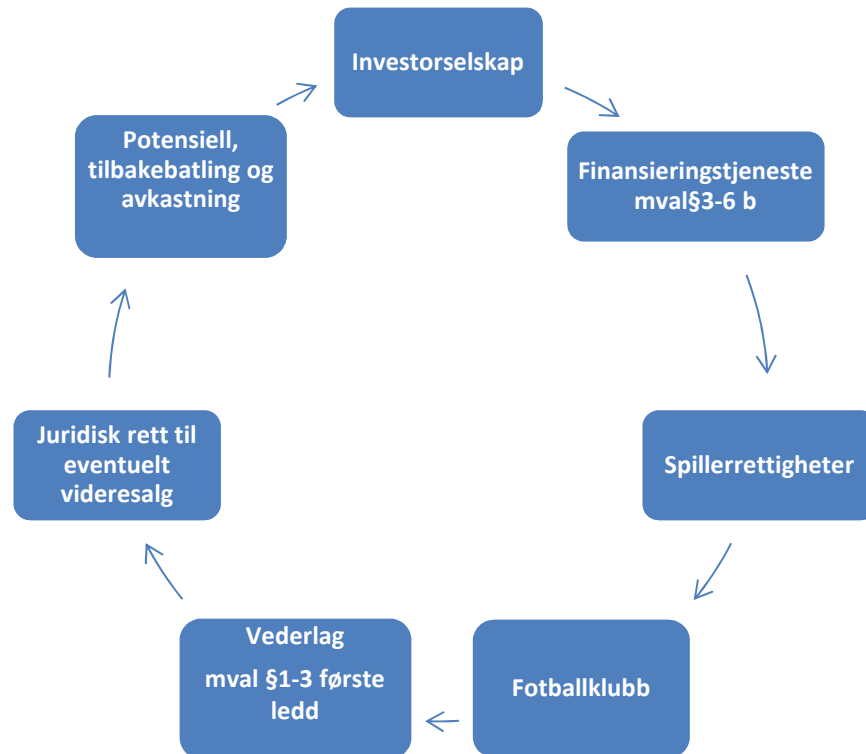 Investorselskap
Finansieringstjeneste
mval§3-6 b
Spillerrettigheter
Fotballklubb
Vederlag
mval §1-3 første
ledd
Juridisk rett til
eventuelt
videresalg
Potensiell,
tilbakebatling og
avkastning